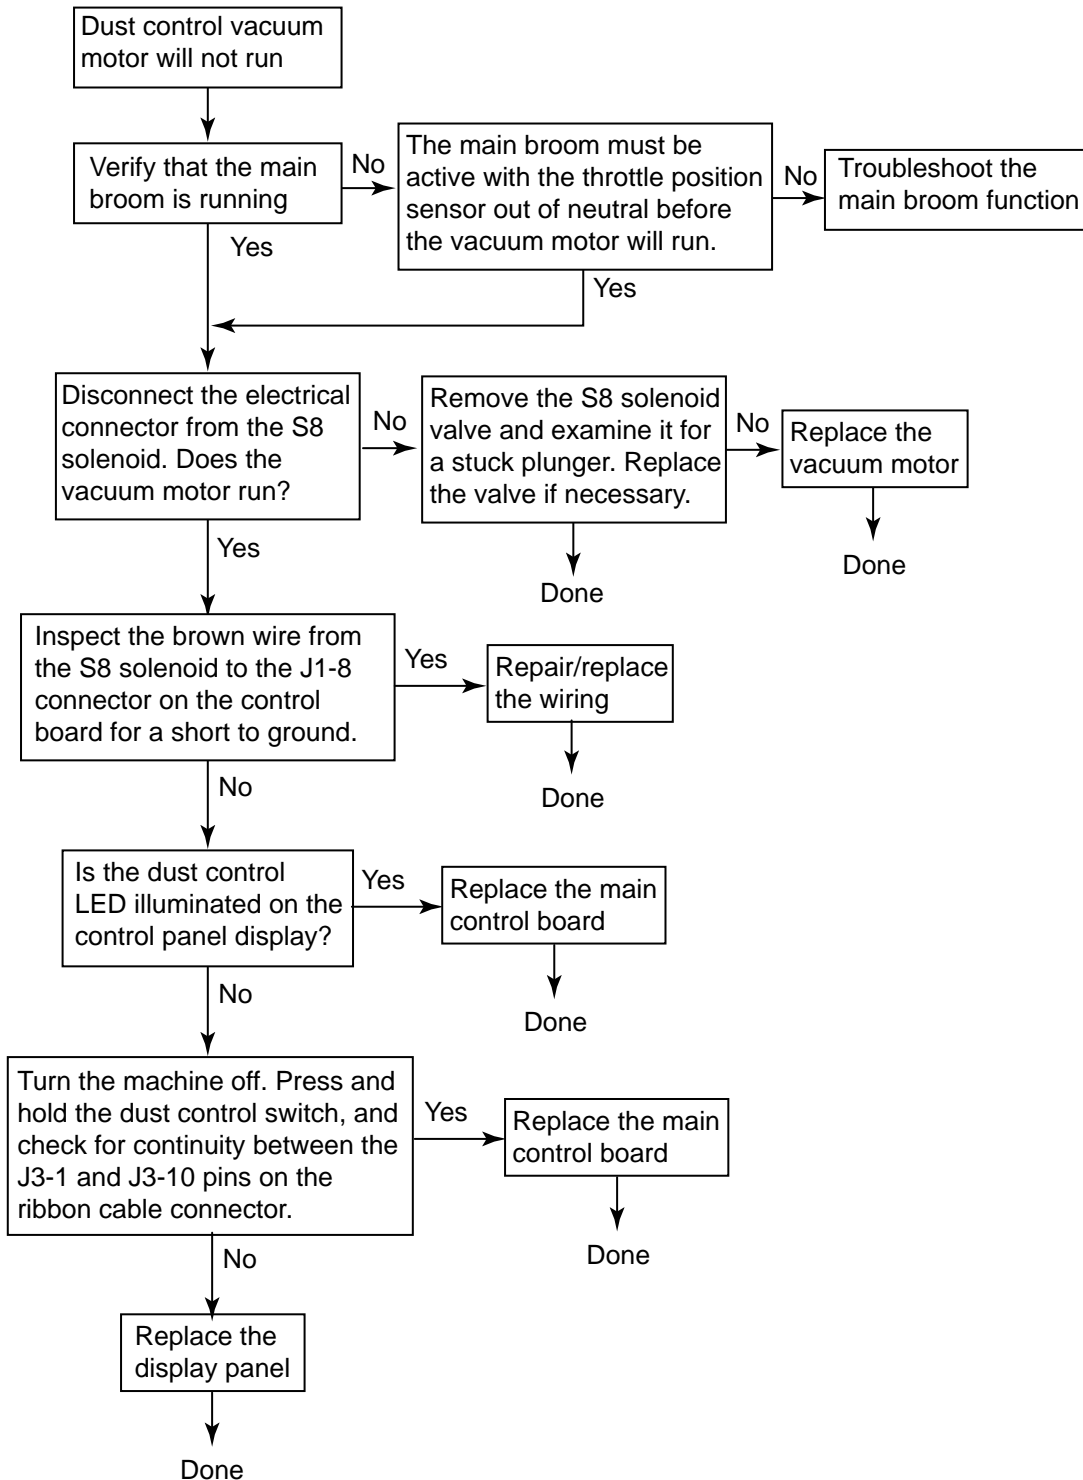 Dust control vacuum
motor will not run
Verify that the main
broom is running
No
The main broom must be
active with the throttle position
sensor out of neutral before
the vacuum motor will run.
No
Troubleshoot the
main broom function
Yes
Yes
Disconnect the electrical
connector from the S8
solenoid. Does the
vacuum motor run?
No
Remove the S8 solenoid
valve and examine it for
a stuck plunger. Replace
the valve if necessary.
No
Replace the
vacuum motor
Done
Done
Yes
Inspect the brown wire from
the S8 solenoid to the J1-8
connector on the control
board for a short to ground.
Yes
Repair/replace
the wiring
Done
No
Is the dust control
LED illuminated on the
control panel display?
Yes
Replace the main
control board
Done
No
Turn the machine off. Press and
hold the dust control switch, and
check for continuity between the
J3-1 and J3-10 pins on the
ribbon cable connector.
Yes
Replace the main
control board
Done
No
Replace the
display panel
Done